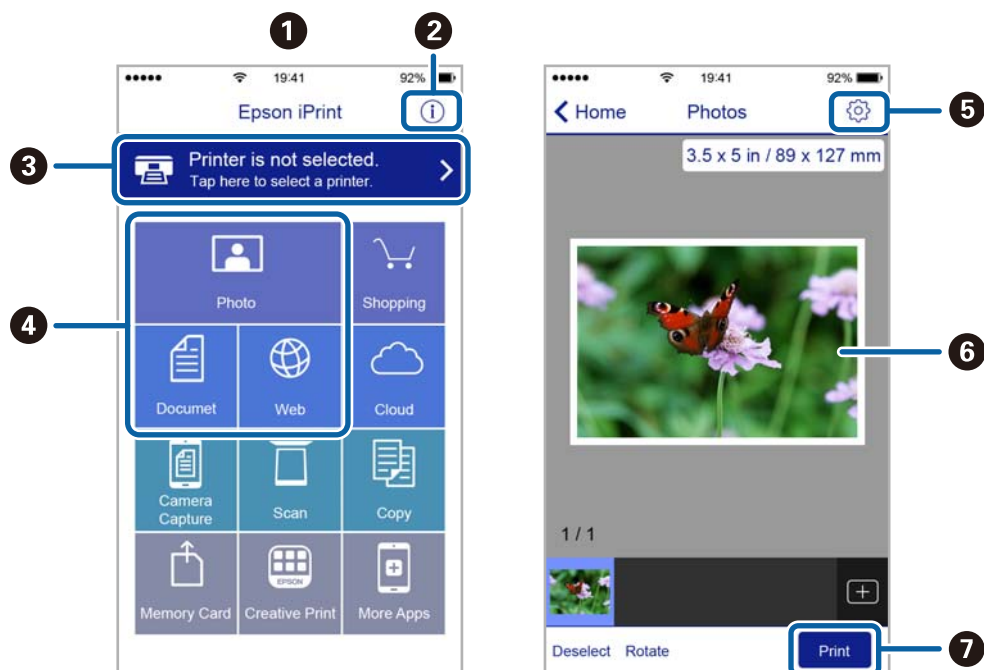 1
2
●●●●● 19:41 92%
Epson iPrint
i
3
Printer is not selected.
Tap here to select a printer.
4
Photo
Shopping
Documet
Web
Cloud
Camera
Capture
Scan
Copy
Memory Card
EPSON
Creative Print
More Apps
19:41 92%
Home Photos
5
3.5 x 5 in / 89 x 127 mm
6
1 / 1
Deselect Rotate Print
7